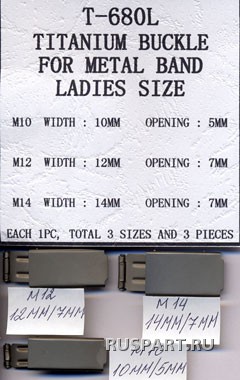 T-680L
TITANIUM BUCKLE
FOR METAL BAND
LADIES SIZE
M10 WIDTH : 10MM OPENING : 5MM
M12 WIDTH : 12MM OPENING : 7MM
M14 WIDTH : 14MM OPENING : 7MM
EACH 1PC, TOTAL 3 SIZES AND 3 PIECES
M12
12MM/7MM
M14
14MM/7MM
RUSPART.RU
M10
10MM/5MM